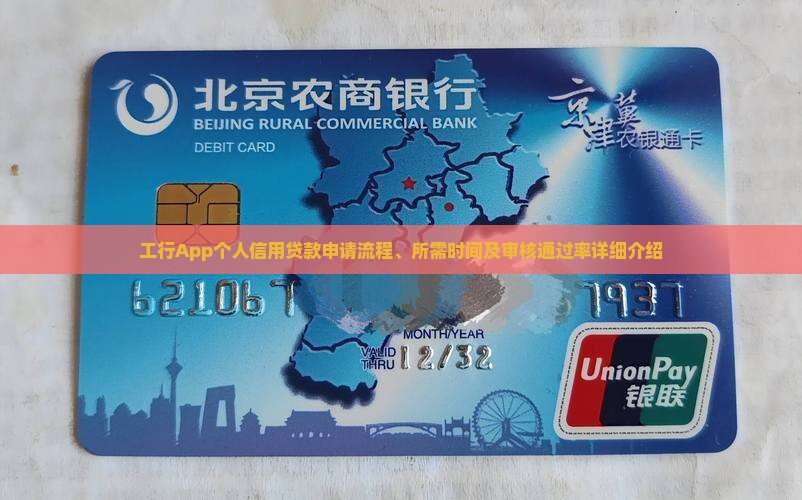 北京农商银行
BEIJING RURAL COMMERCIAL BANK
DEBIT CARD
京津冀
农银通卡
工行App个人信用贷款申请流程、所需时间及审核通过率详细介绍
621067
7937
MONTH/YEAR
VALID THRU 12/32
UnionPay
银联